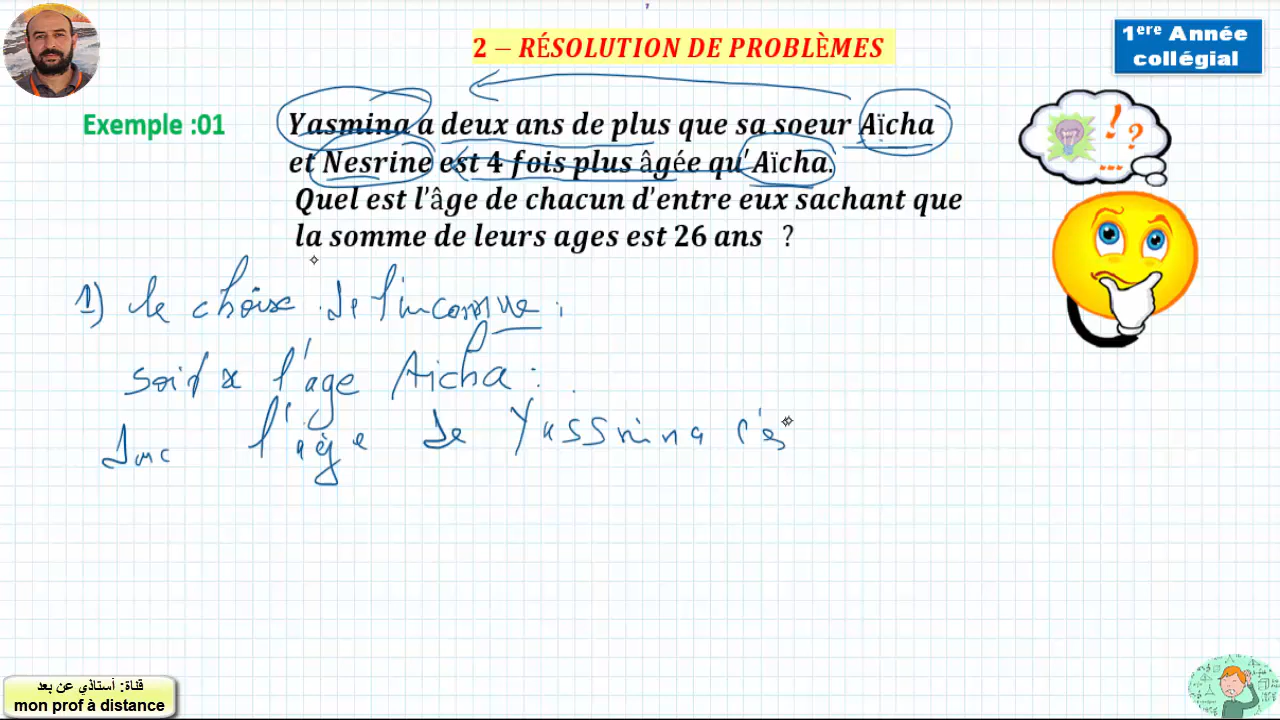 2 – RÉSOLUTION DE PROBLÈMES
1ere Année
collégial
Exemple :01
Yasmina a deux ans de plus que sa soeur Aïcha
et Nesrine est 4 fois plus âgée qu'Aïcha.
Quel est l'âge de chacun d'entre eux sachant que
la somme de leurs ages est 26 ans ?
! ?
...
1) le choix de l'inconnue :
soit x l'age Aicha :
donc l'age de Yassmina c'es
قناة: أستاذي عن بعد
mon prof à distance